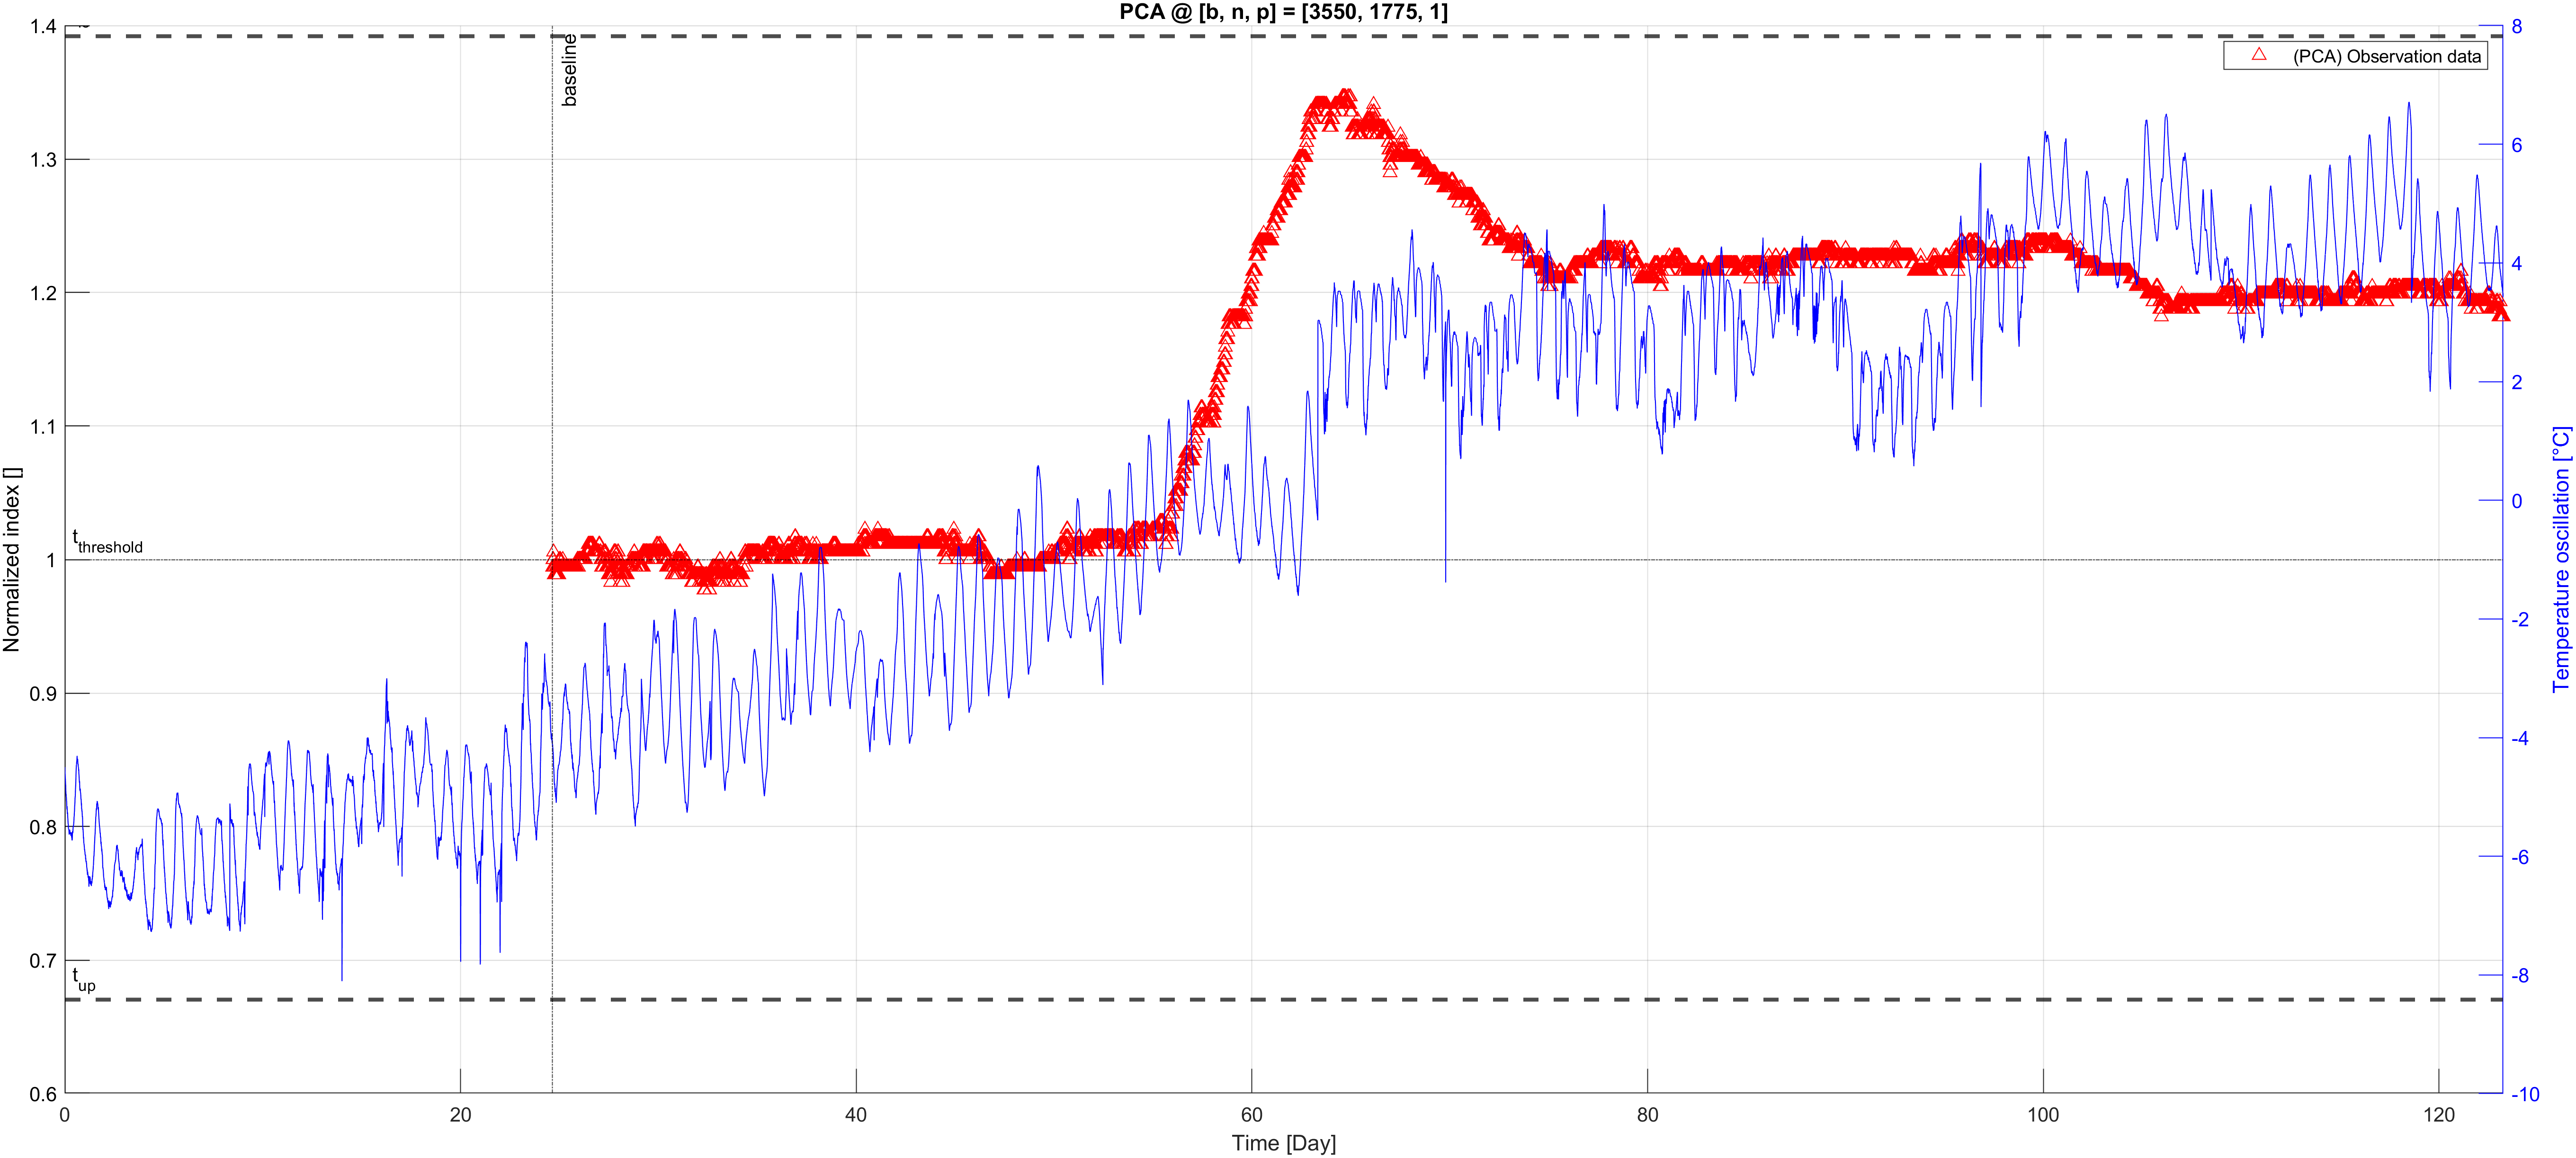 PCA @ [b, n, p] = [3550, 1775, 1]
1.4
1.3
1.2
1.1
1
0.9
0.8
0.7
0.6
Normalized index []
baseline
t_threshold
t_up
△ (PCA) Observation data
8
6
4
2
0
-2
-4
-6
-8
-10
Temperature oscillation [°C]
0 20 40 60 80 100 120
Time [Day]